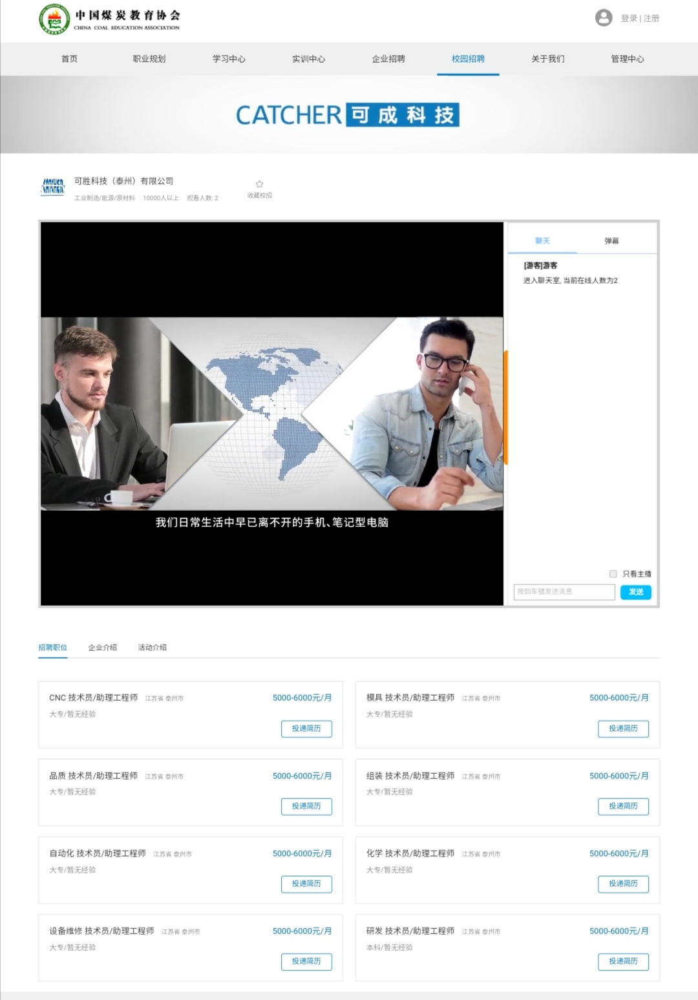 中国煤炭教育协会
CHINA COAL EDUCATION ASSOCIATION
登录 | 注册
首页 职业规划 学习中心 实训中心 企业招聘 校园招聘 关于我们 管理中心
CATCHER 可成科技
可胜科技（泰州）有限公司
工业制造/能源/原材料 10000人以上 观看人数: 2
收藏校招
聊天 弹幕
[游客]游客
进入聊天室, 当前在线人数为2
我们日常生活中早已离不开的手机、笔记型电脑
只看主播
按回车键发送消息 发送
招聘职位 企业介绍 活动介绍
CNC 技术员/助理工程师 江苏省 泰州市 5000-6000元/月
大专/暂无经验
投递简历
模具 技术员/助理工程师 江苏省 泰州市 5000-6000元/月
大专/暂无经验
投递简历
品质 技术员/助理工程师 江苏省 泰州市 5000-6000元/月
大专/暂无经验
投递简历
组装 技术员/助理工程师 江苏省 泰州市 5000-6000元/月
大专/暂无经验
投递简历
自动化 技术员/助理工程师 江苏省 泰州市 5000-6000元/月
大专/暂无经验
投递简历
化学 技术员/助理工程师 江苏省 泰州市 5000-6000元/月
大专/暂无经验
投递简历
设备维修 技术员/助理工程师 江苏省 泰州市 5000-6000元/月
大专/暂无经验
投递简历
研发 技术员/助理工程师 江苏省 泰州市 5000-6000元/月
本科/暂无经验
投递简历